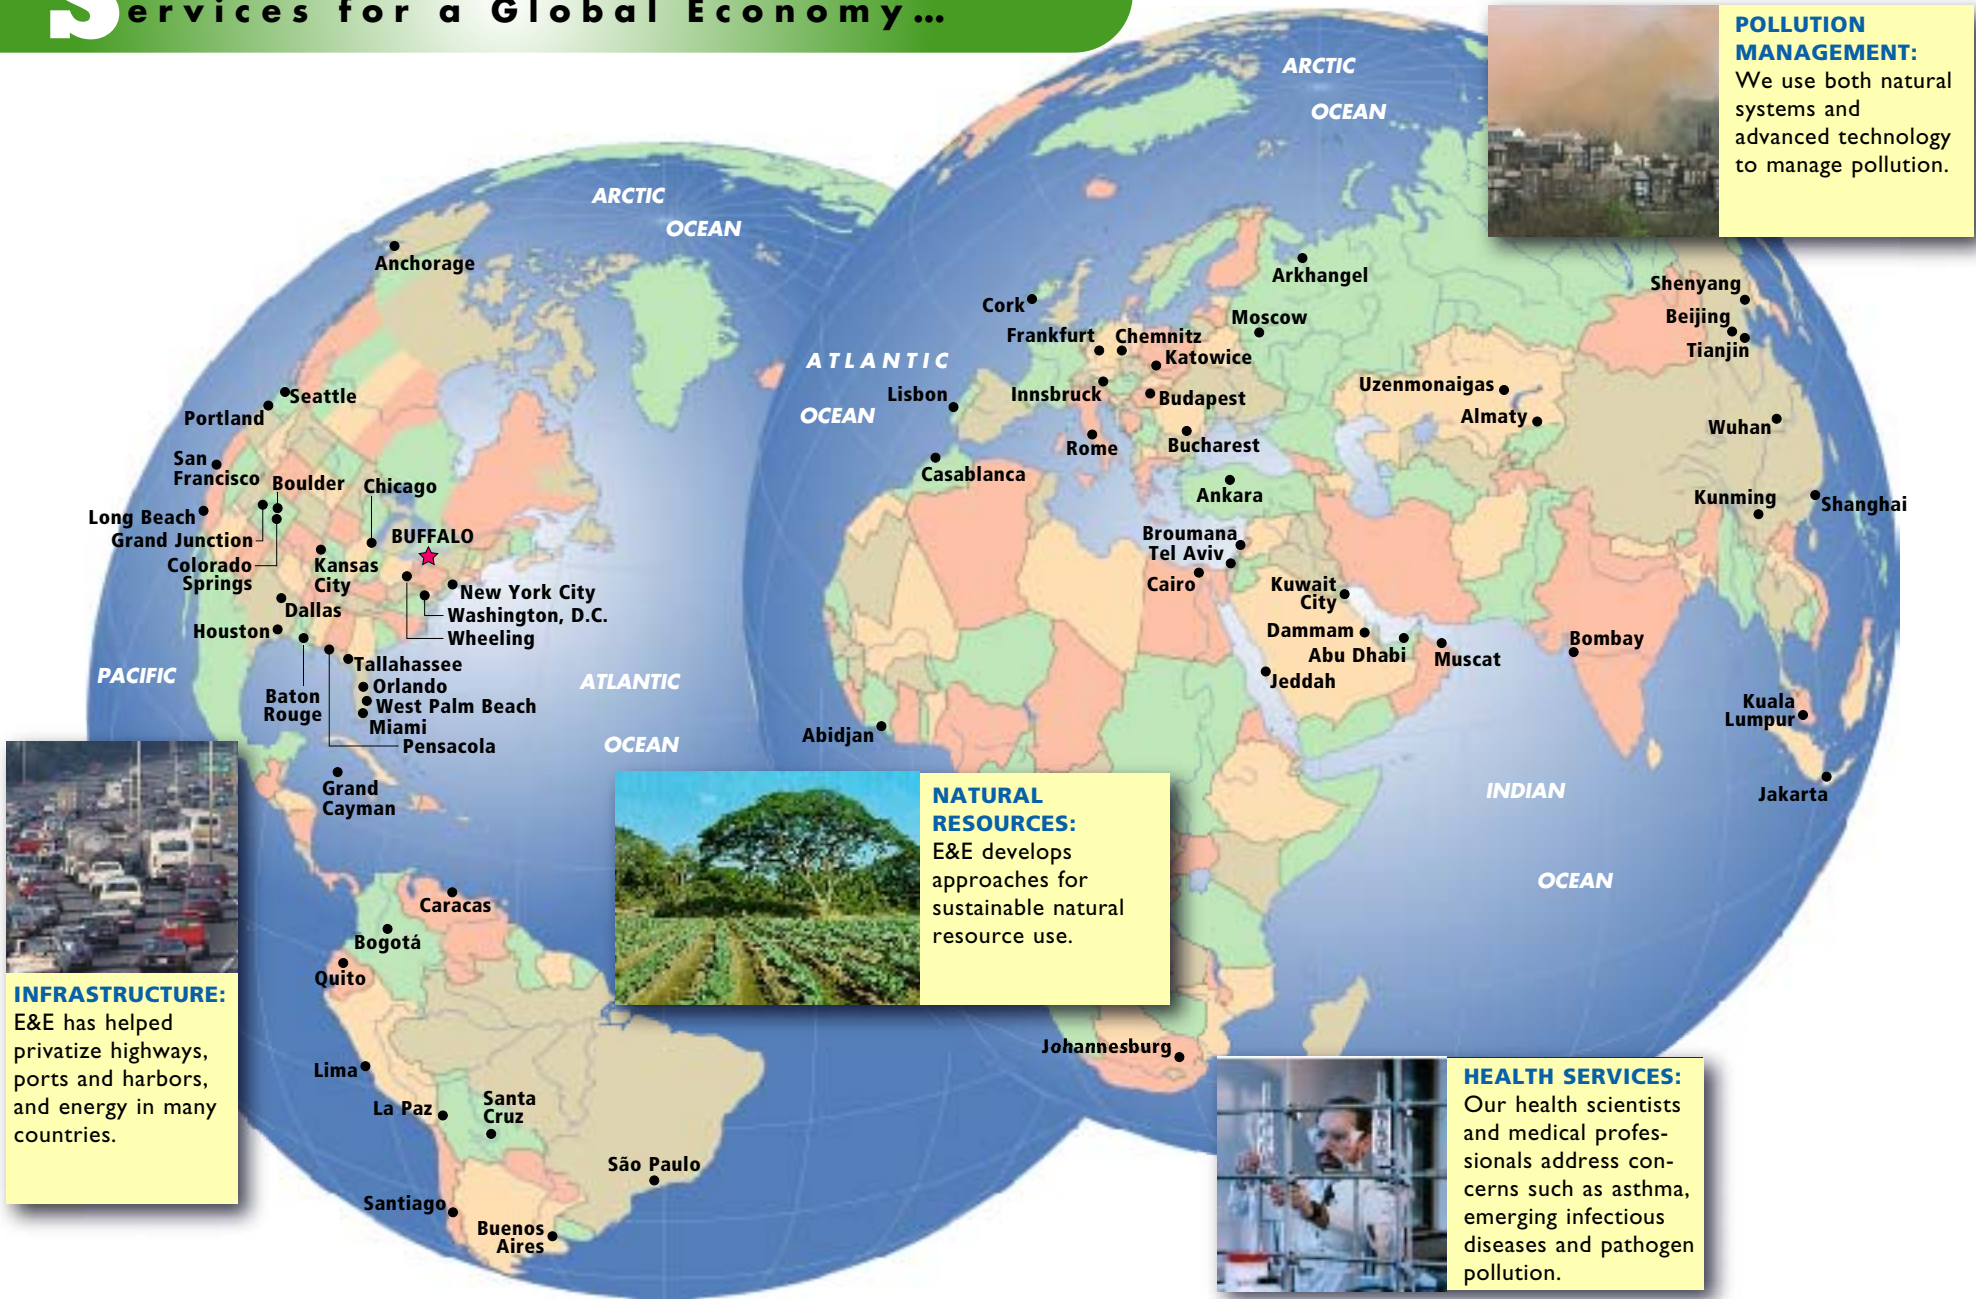 Services for a Global Economy...
POLLUTION
MANAGEMENT:
We use both natural
systems and
advanced technology
to manage pollution.
ARCTIC
OCEAN
ARCTIC
OCEAN
Anchorage
Seattle
Portland
San
Francisco
Boulder
Chicago
Long Beach
Grand Junction
BUFFALO
Colorado
Springs
Kansas
City
New York City
Dallas
Washington, D.C.
Houston
Wheeling
Tallahassee
Orlando
Baton
Rouge
West Palm Beach
Miami
Pensacola
Grand
Cayman
PACIFIC
ATLANTIC
OCEAN
Caracas
Bogotá
Quito
Lima
La Paz
Santa
Cruz
São Paulo
Santiago
Buenos
Aires
ATLANTIC
OCEAN
Arkhangel
Cork
Moscow
Frankfurt
Chemnitz
Katowice
Lisbon
Innsbruck
Budapest
Rome
Bucharest
Casablanca
Ankara
Broumana
Tel Aviv
Cairo
Kuwait
City
Dammam
Abu Dhabi
Muscat
Jeddah
Abidjan
Johannesburg
Shenyang
Beijing
Tianjin
Uzenmonaigas
Almaty
Wuhan
Kunming
Shanghai
Bombay
Kuala
Lumpur
Jakarta
INDIAN
OCEAN
NATURAL
RESOURCES:
E&E develops
approaches for
sustainable natural
resource use.
INFRASTRUCTURE:
E&E has helped
privatize highways,
ports and harbors,
and energy in many
countries.
HEALTH SERVICES:
Our health scientists
and medical profes-
sionals address con-
cerns such as asthma,
emerging infectious
diseases and pathogen
pollution.